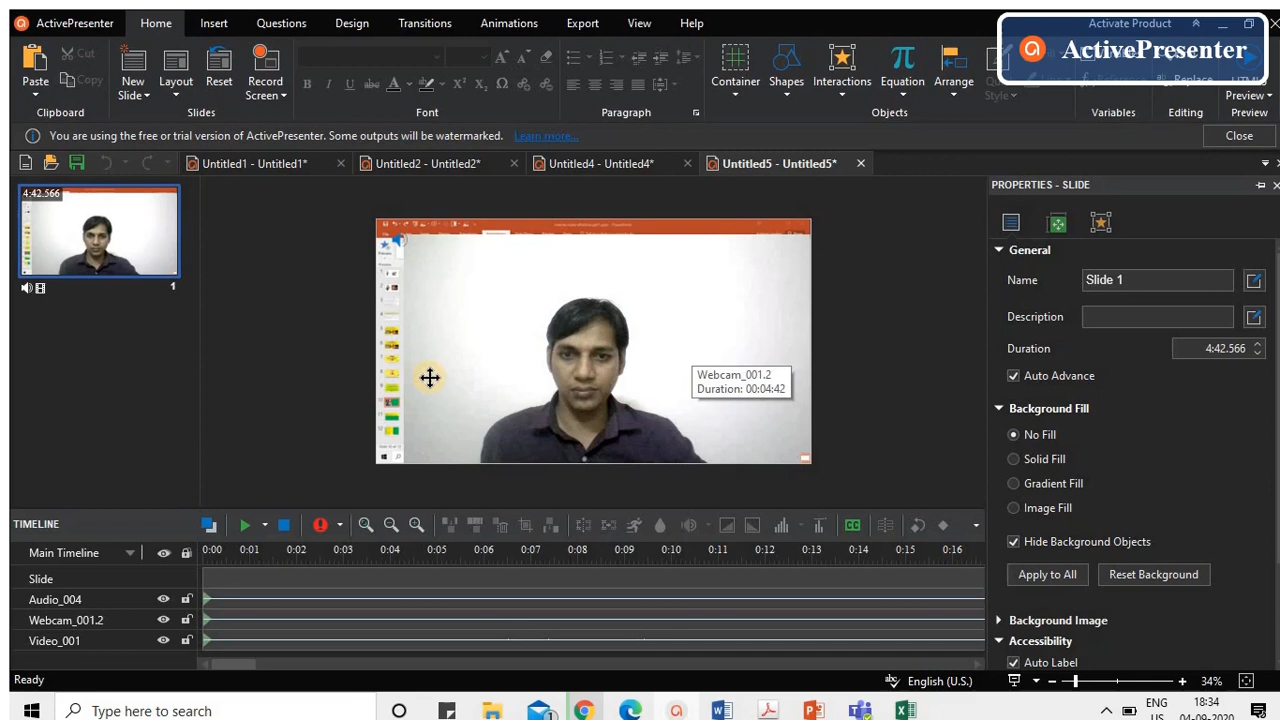 ActivePresenter
Home
Insert
Questions
Design
Transitions
Animations
Export
View
Help
Activate Product
ActivePresenter
Paste
Cut
Copy
New
Slide
Layout
Reset
Record
Screen
Container
Shapes
Interactions
Equation
Arrange
Replace
Preview
Clipboard
Slides
Font
Paragraph
Objects
Variables
Editing
Preview
You are using the free or trial version of ActivePresenter. Some outputs will be watermarked.
Learn more...
Close
Untitled1 - Untitled1*
Untitled2 - Untitled2*
Untitled4 - Untitled4*
Untitled5 - Untitled5*
4:42.566
1
Webcam_001.2
Duration: 00:04:42
PROPERTIES - SLIDE
General
Name
Slide 1
Description
Duration
4:42.566
Auto Advance
Background Fill
No Fill
Solid Fill
Gradient Fill
Image Fill
Hide Background Objects
Apply to All
Reset Background
Background Image
Accessibility
Auto Label
TIMELINE
Main Timeline
0:00 0:01 0:02 0:03 0:04 0:05 0:06 0:07 0:08 0:09 0:10 0:11 0:12 0:13 0:14 0:15 0:16
Slide
Audio_004
Webcam_001.2
Video_001
Ready
English (U.S.)
34%
Type here to search
ENG
18:34
04-09-2020